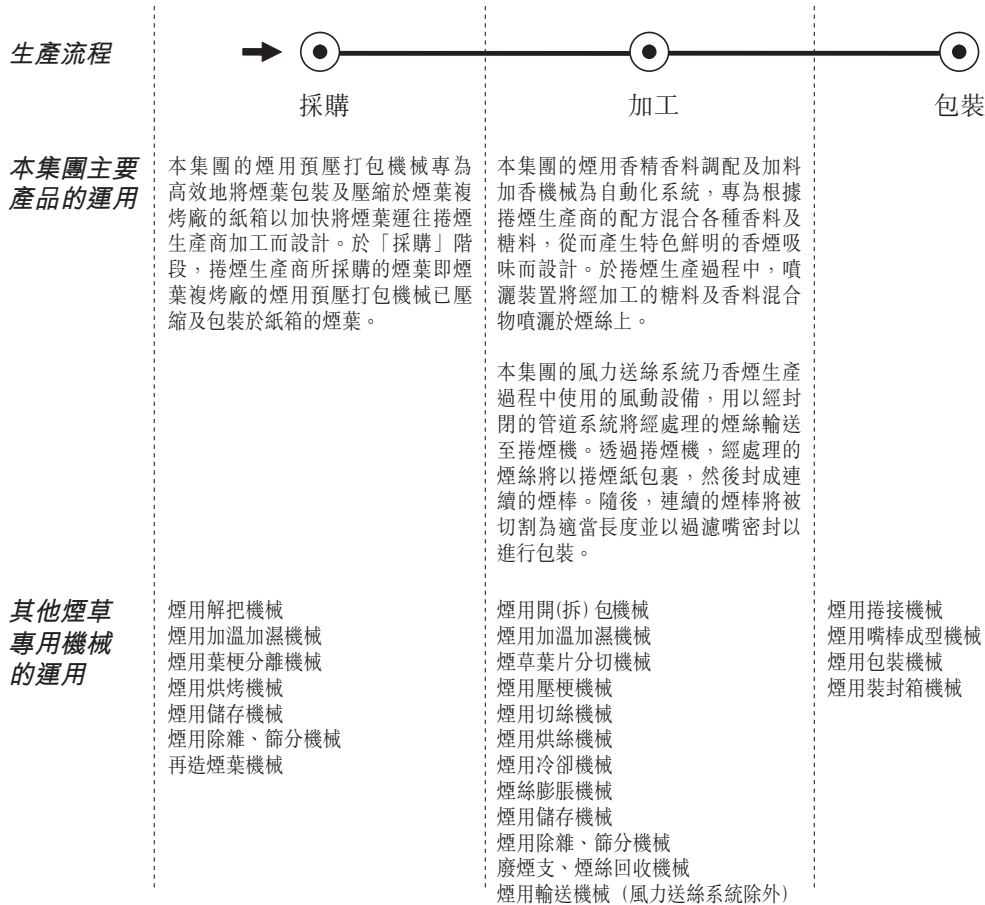 生產流程
採購
加工
包裝
本集團主要
產品的運用
本集團的煙用預壓打包機械專為
高效地將煙葉包裝及壓縮於煙葉複
烤廠的紙箱以加快將煙葉運往捲煙
生產商加工而設計。於「採購」階
段，捲煙生產商所採購的煙葉即煙
葉複烤廠的煙用預壓打包機械已壓
縮及包裝於紙箱的煙葉。
本集團的煙用香精香料調配及加料
加香機械為自動化系統，專為根據
捲煙生產商的配方混合各種香料及
糖料，從而產生特色鮮明的香煙吸
味而設計。於捲煙生產過程中，噴
灑裝置將經加工的糖料及香料混合
物噴灑於煙絲上。
本集團的風力送絲系統乃香煙生產
過程中使用的風動設備，用以經封
閉的管道系統將經處理的煙絲輸送
至捲煙機。透過捲煙機，經處理的
煙絲將以捲煙紙包裹，然後封成連
續的煙棒。隨後，連續的煙棒將被
切割為適當長度並以過濾嘴密封以
進行包裝。
其他煙草
專用機械
的運用
煙用解把機械
煙用加溫加濕機械
煙用葉梗分離機械
煙用烘烤機械
煙用儲存機械
煙用除雜、篩分機械
再造煙葉機械
煙用開(拆) 包機械
煙用加溫加濕機械
煙草葉片分切機械
煙用壓梗機械
煙用切絲機械
煙用烘絲機械
煙用冷卻機械
煙絲膨脹機械
煙用儲存機械
煙用除雜、篩分機械
廢煙支、煙絲回收機械
煙用輸送機械（風力送絲系統除外）
煙用捲接機械
煙用嘴棒成型機械
煙用包裝機械
煙用裝封箱機械